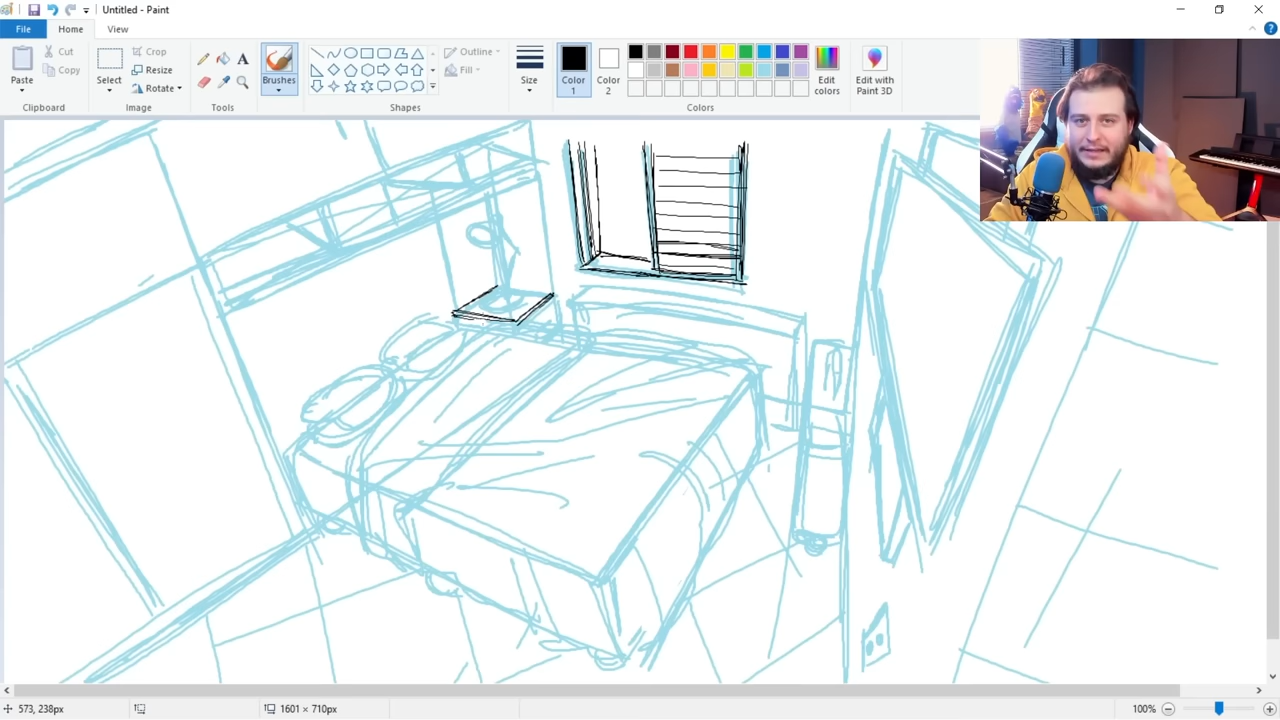 Untitled - Paint
File Home View
Paste Cut Copy
Clipboard
Select Crop Resize Rotate
Image
Tools
Brushes
Outline Fill
Shapes
Size
Color 1
Color 2
Edit colors
Colors
Edit with Paint 3D
573, 238px
1601 × 710px
100%